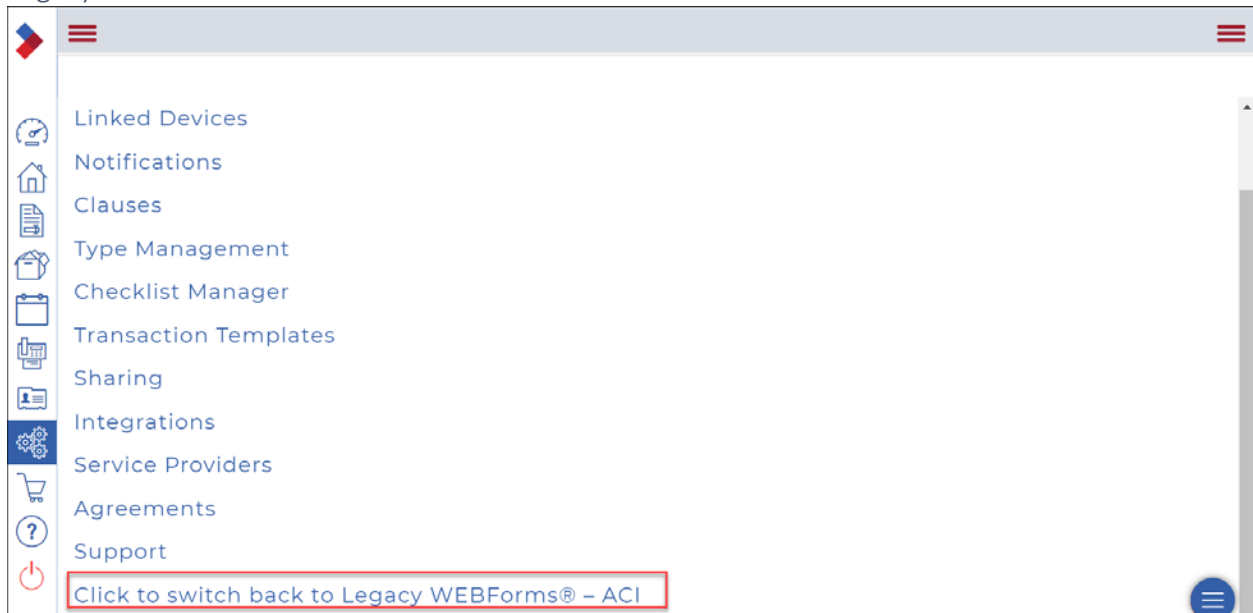 Linked Devices
Notifications
Clauses
Type Management
Checklist Manager
Transaction Templates
Sharing
Integrations
Service Providers
Agreements
Support
Click to switch back to Legacy WEBForms® – ACI